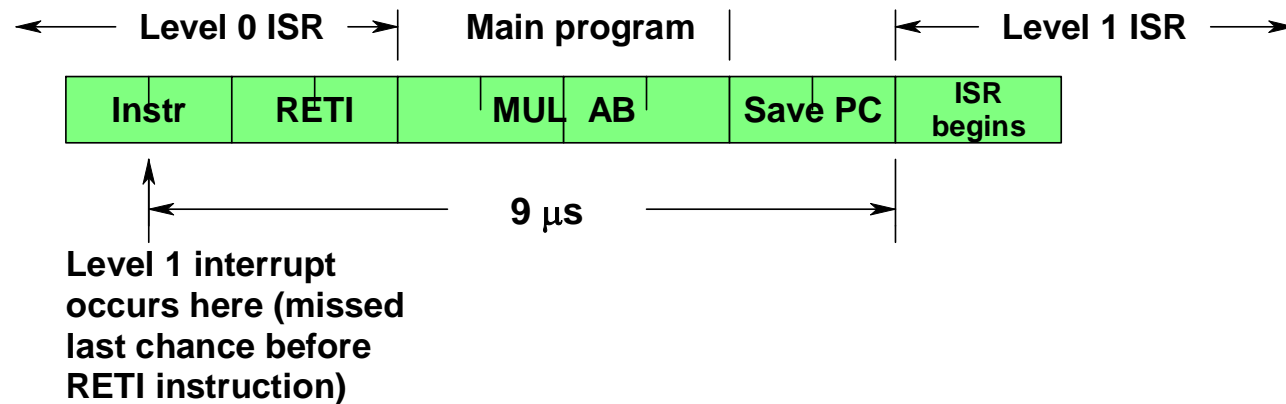 Level 0 ISR Main program Level 1 ISR
Instr RETI MUL AB Save PC ISR
begins
9 μs
Level 1 interrupt
occurs here (missed
last chance before
RETI instruction)